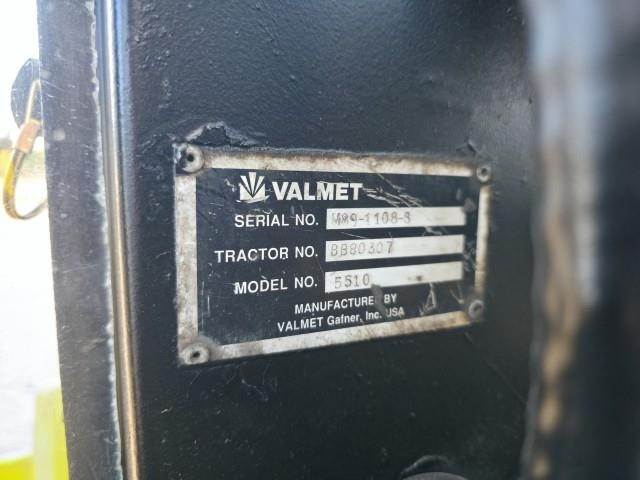 VALMET
SERIAL NO.
TRACTOR NO. BB80307
MODEL NO. 5510
MANUFACTURED BY
VALMET Gafner, Inc. USA